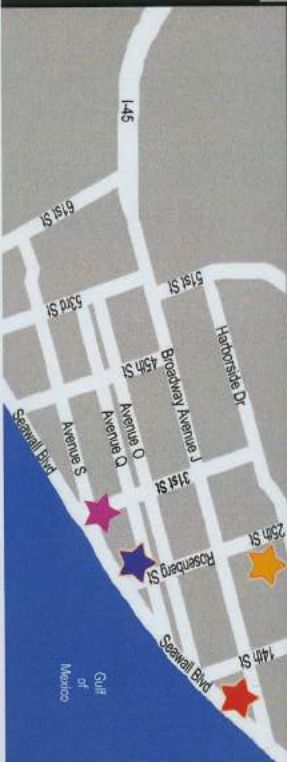 I-45
61st St
53rd St
51st St
Harborside Dr
Broadway Avenue J
45th St
Avenue O
Avenue Q
Avenue S
Seawall Blvd
31st St
25th St
Rosenberg St
14th St
Seawall Blvd
Gulf
of
Mexico